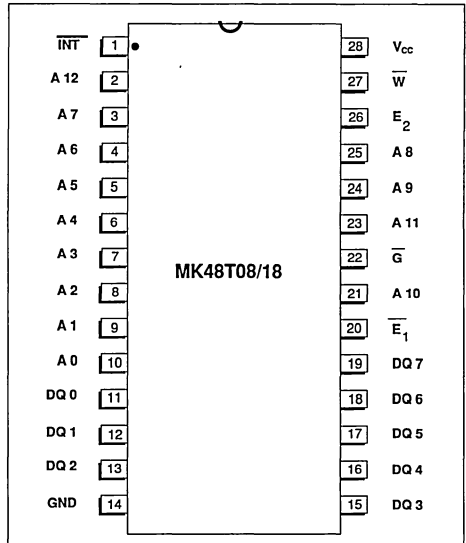 I̅N̅T̅ 1 28 Vcc
A 12 2 27 W̅
A 7 3 26 E2
A 6 4 25 A 8
A 5 5 24 A 9
A 4 6 23 A 11
A 3 7 22 G̅
MK48T08/18
A 2 8 21 A 10
A 1 9 20 E̅1
A 0 10 19 DQ 7
DQ 0 11 18 DQ 6
DQ 1 12 17 DQ 5
DQ 2 13 16 DQ 4
GND 14 15 DQ 3